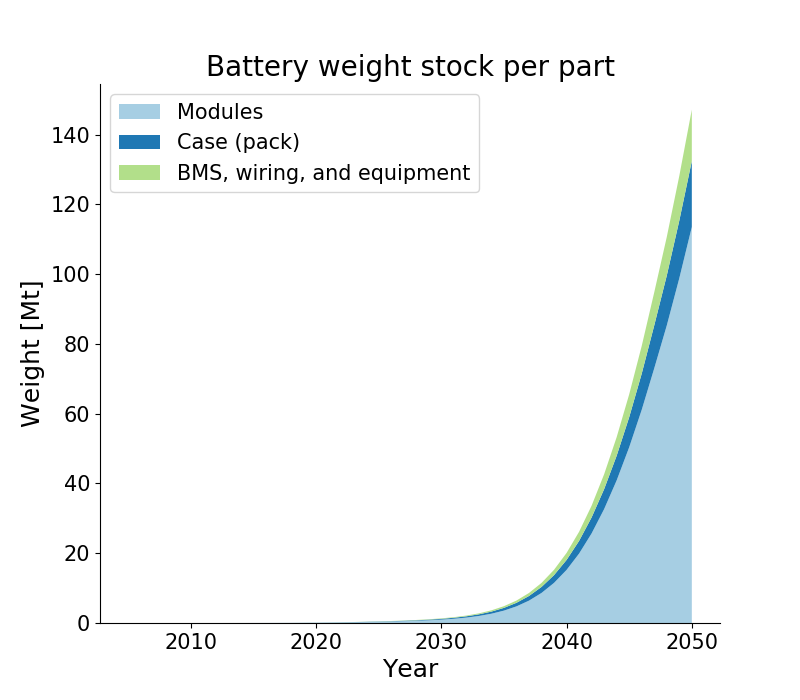 Battery weight stock per part
Modules
Case (pack)
BMS, wiring, and equipment
Weight [Mt]
140
120
100
80
60
40
20
0
2010 2020 2030 2040 2050
Year